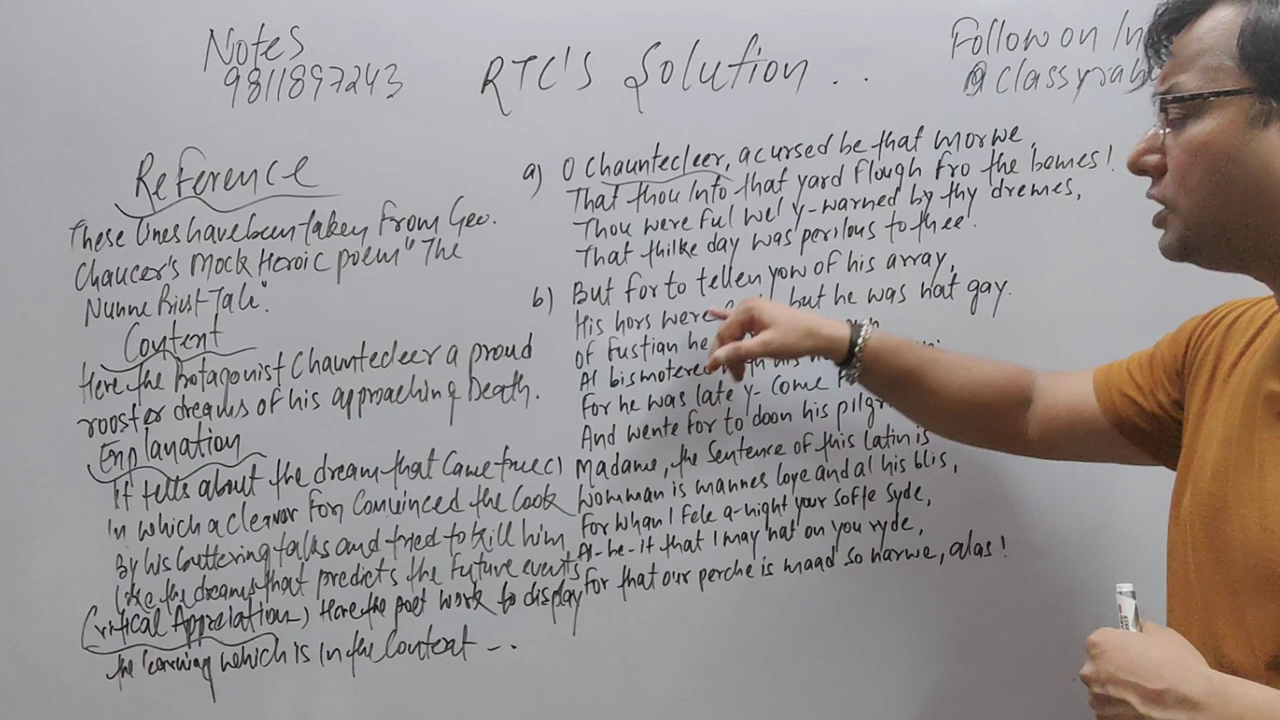 Notes
9811897243
RTC'S Solution ..
Follow on In
@classyrab
Reference
These lines have been taken from Geo.
Chaucer's Mock Heroic poem "The
Nunne Priest Tale".
Content
Here the Protagonist Chauntecleer a proud
rooster dreams of his approaching Death.
Explanation
It tells about the dream that came true
in which a clevar fox convinced the Cock
By his buttering talks and tried to kill him
like the dreams that predicts the future events
Critical Appreiation) Here the poet work to display
the learning which is in the Context - ..
a) O Chauntecleer, acursed be that morwe,
That thou Into that yard flough fro the bemes!
Thou were ful wel y-warned by thy dremes,
That thilke day was perilous to thee!
b) But for to tellen yow of his array,
His hors were but he was nat gay.
Of fustian he
Al bismotered
For he was late y-come
And wente for to doon his pilgr
c) Madame, the sentence of this latin is
Womman is mannes Ioye and al his blis,
For whan I fele a-night your softe syde,
Al-be-it that I may nat on you ryde,
For that our perche is maad so narwe, alas!